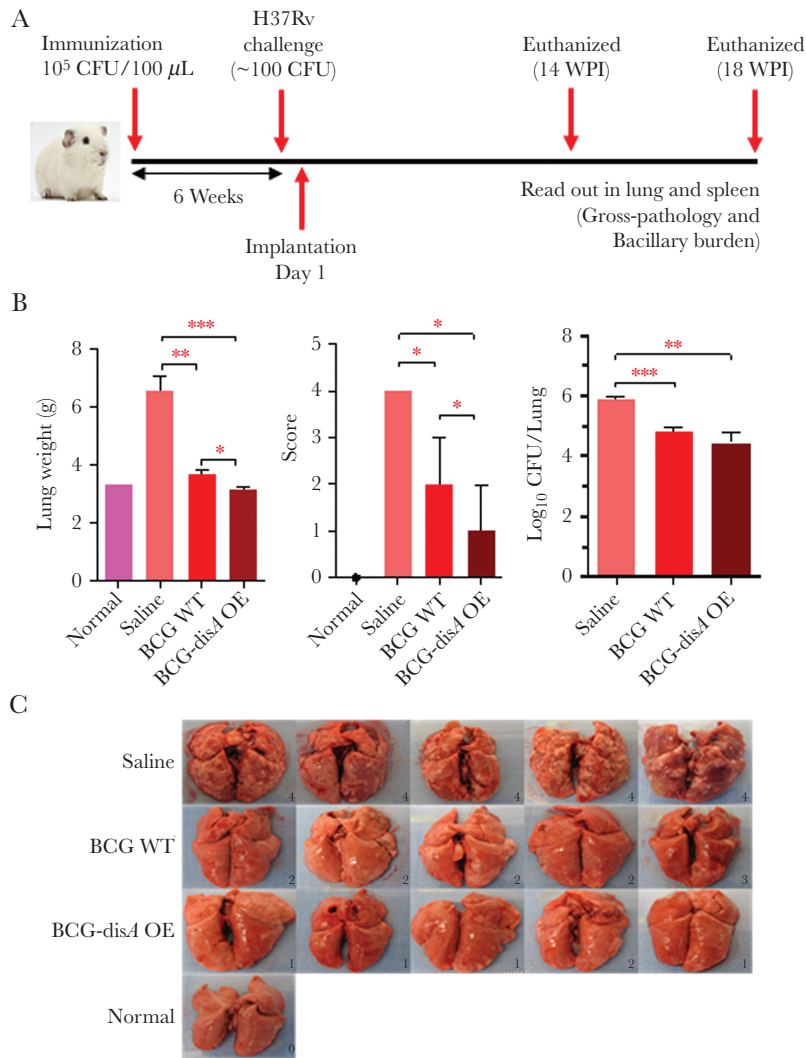 A
Immunization
10⁵ CFU/100 μL
H37Rv
challenge
(~100 CFU)
Euthanized
(14 WPI)
Euthanized
(18 WPI)
6 Weeks
Implantation
Day 1
Read out in lung and spleen
(Gross-pathology and
Bacillary burden)
B
Lung weight (g)
8
6
4
2
0
***
**
*
Normal
Saline
BCG WT
BCG-disA OE
Score
5
4
3
2
1
0
*
*
*
Normal
Saline
BCG WT
BCG-disA OE
Log₁₀ CFU/Lung
8
6
4
2
0
**
***
Saline
BCG WT
BCG-disA OE
C
Saline
4 4 4 4 4
BCG WT
2 2 2 2 3
BCG-disA OE
1 1 1 2 1
Normal
0